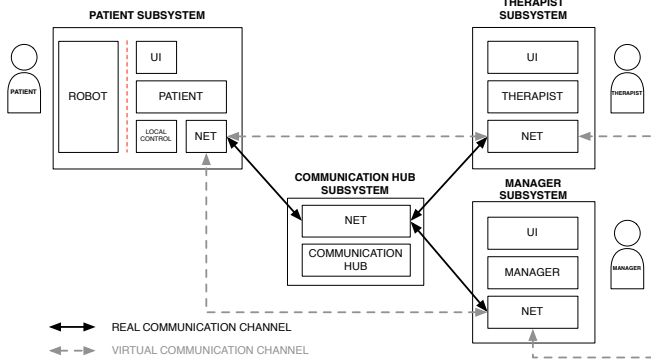 PATIENT SUBSYSTEM
THERAPIST
SUBSYSTEM
PATIENT
ROBOT
UI
PATIENT
LOCAL
CONTROL
NET
UI
THERAPIST
NET
THERAPIST
COMMUNICATION HUB
SUBSYSTEM
NET
COMMUNICATION
HUB
MANAGER
SUBSYSTEM
UI
MANAGER
NET
MANAGER
REAL COMMUNICATION CHANNEL
VIRTUAL COMMUNICATION CHANNEL